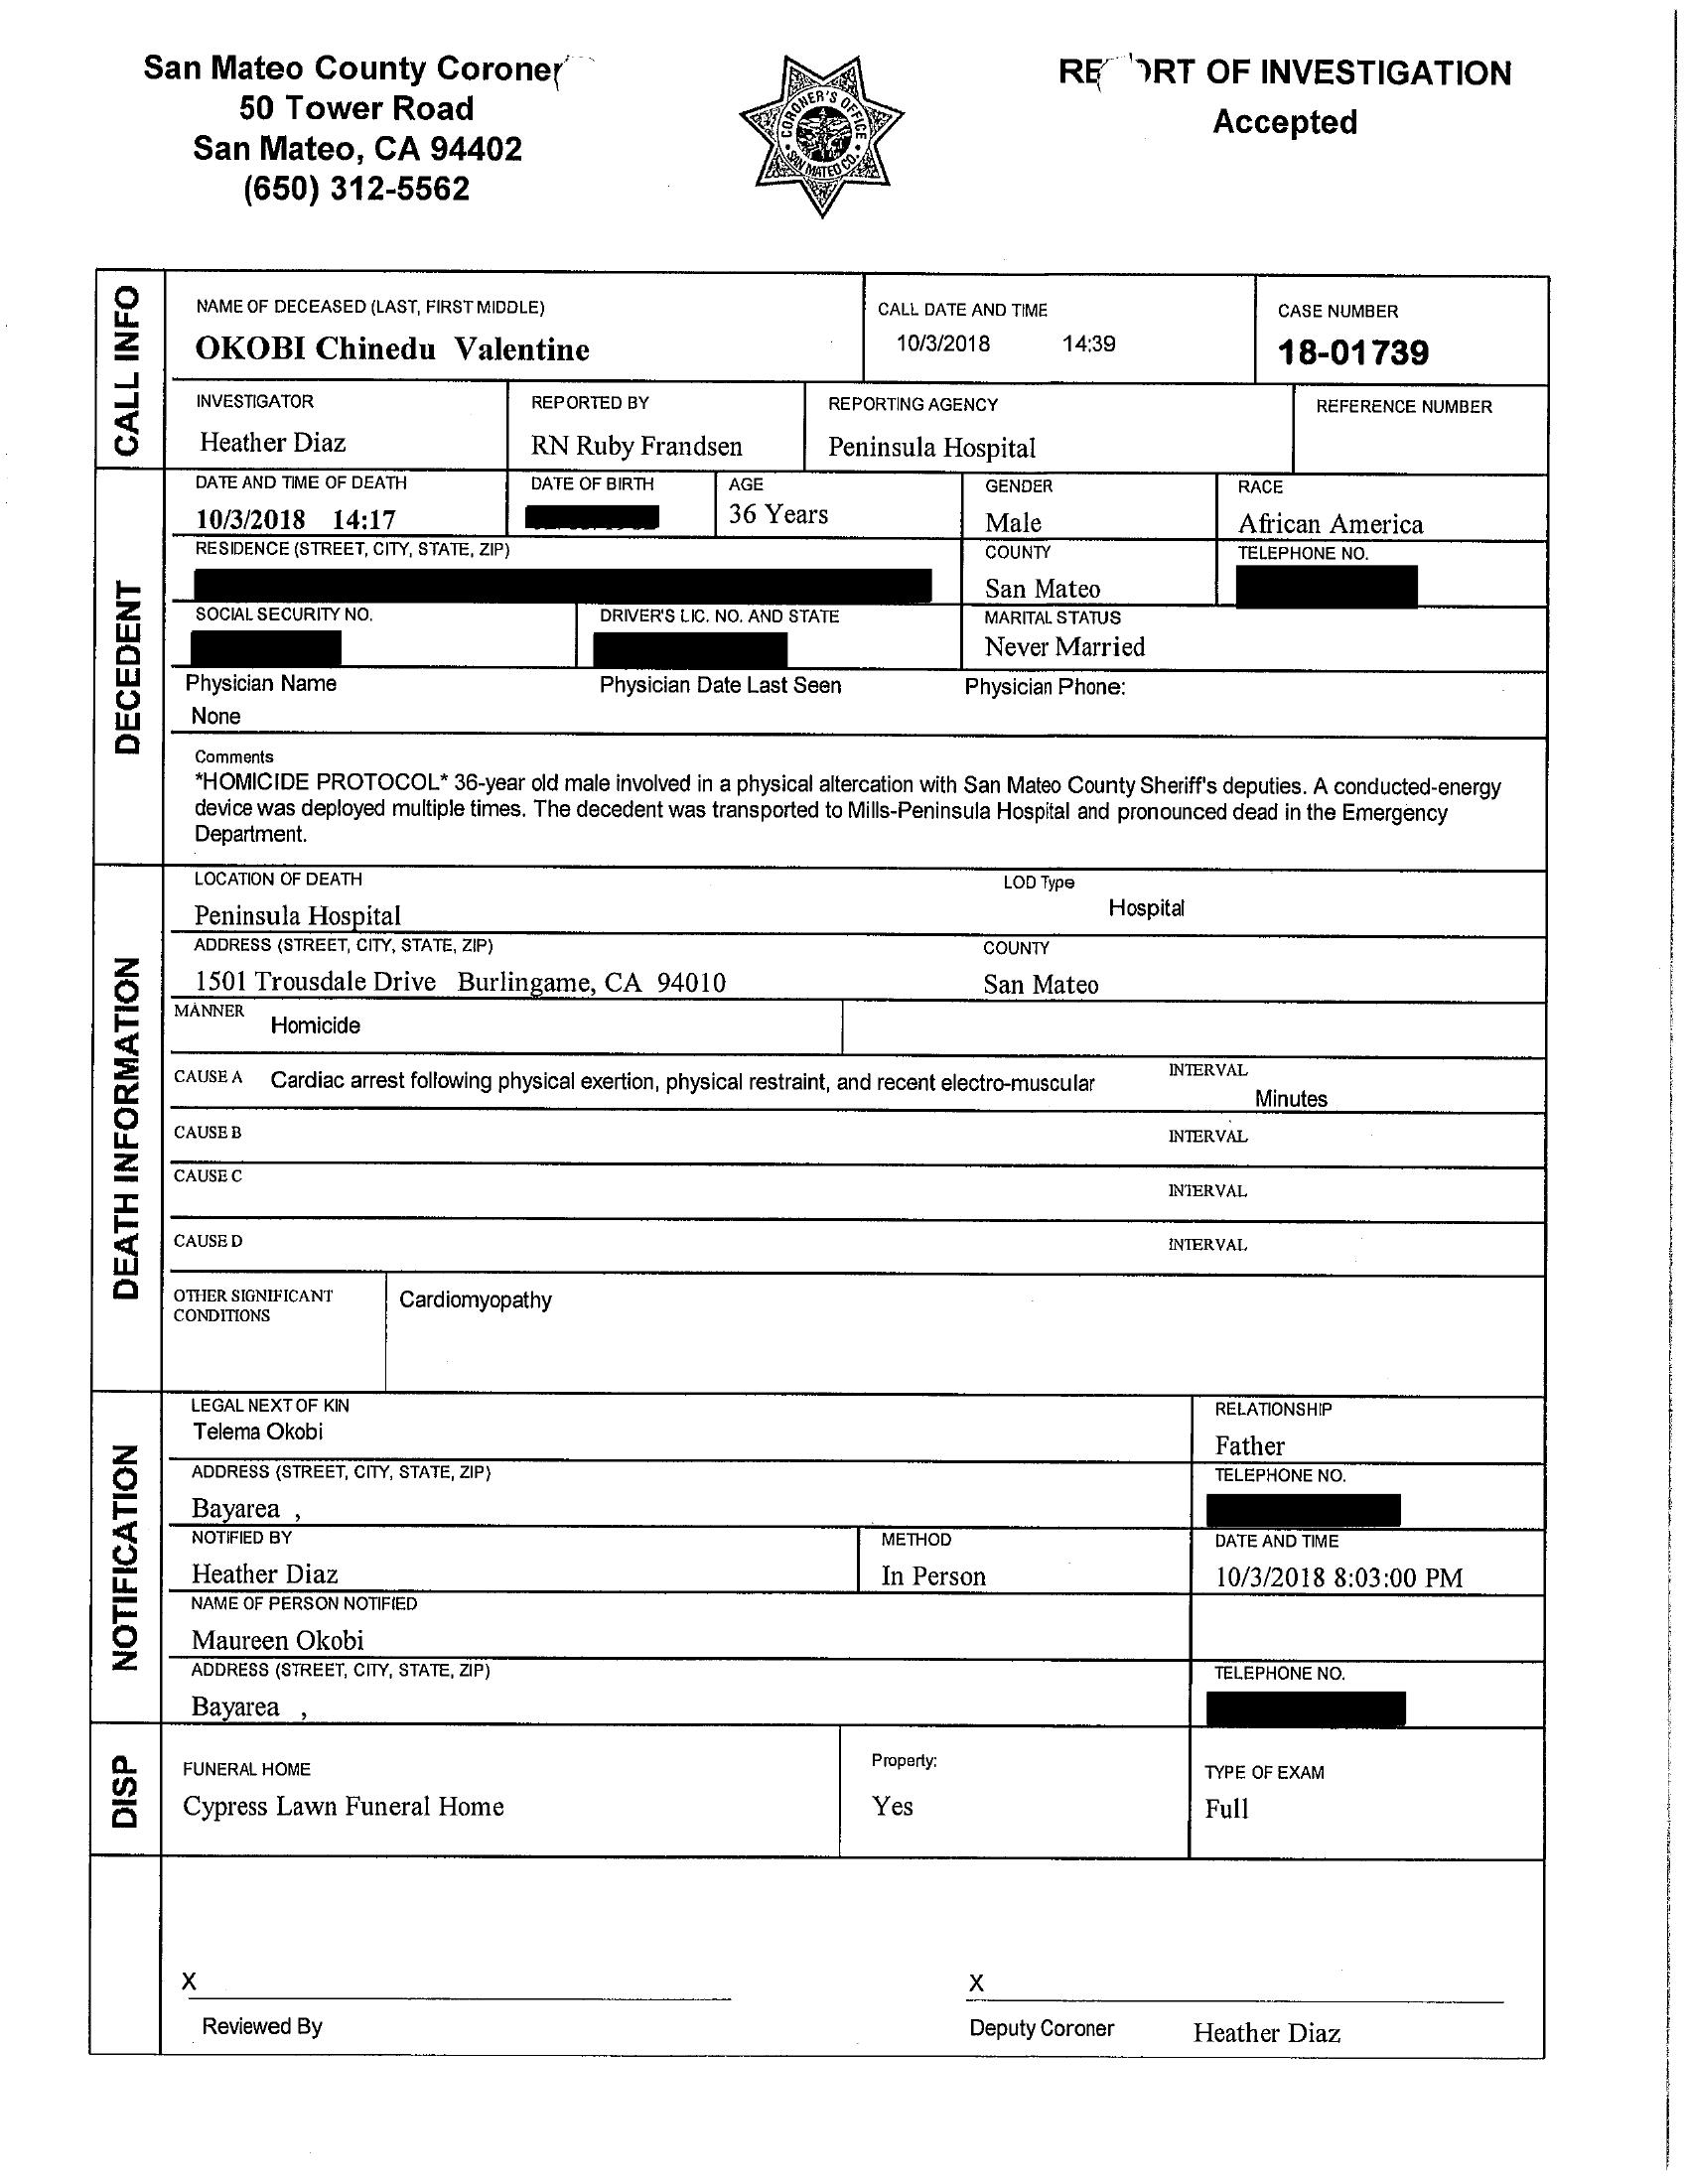 San Mateo County Coroner
50 Tower Road
San Mateo, CA 94402
(650) 312-5562
CORONER'S OFFICE
SAN MATEO CO.
OF INVESTIGATION
Accepted
CALL INFO
NAME OF DECEASED (LAST, FIRST MIDDLE)
OKOBI Chinedu Valentine
CALL DATE AND TIME
10/3/2018 14:39
CASE NUMBER
18-01739
INVESTIGATOR
Heather Diaz
REPORTED BY
RN Ruby Frandsen
REPORTING AGENCY
Peninsula Hospital
REFERENCE NUMBER
DECEDENT
DATE AND TIME OF DEATH
10/3/2018 14:17
DATE OF BIRTH
AGE
36 Years
GENDER
Male
RACE
African America
RESIDENCE (STREET, CITY, STATE, ZIP)
COUNTY
San Mateo
TELEPHONE NO.
SOCIAL SECURITY NO.
DRIVER'S LIC. NO. AND STATE
MARITAL STATUS
Never Married
Physician Name
None
Physician Date Last Seen
Physician Phone:
Comments
*HOMICIDE PROTOCOL* 36-year old male involved in a physical altercation with San Mateo County Sheriff's deputies. A conducted-energy
device was deployed multiple times. The decedent was transported to Mills-Peninsula Hospital and pronounced dead in the Emergency
Department.
DEATH INFORMATION
LOCATION OF DEATH
Peninsula Hospital
LOD Type
Hospital
ADDRESS (STREET, CITY, STATE, ZIP)
1501 Trousdale Drive Burlingame, CA 94010
COUNTY
San Mateo
MANNER
Homicide
CAUSE A Cardiac arrest following physical exertion, physical restraint, and recent electro-muscular
INTERVAL
Minutes
CAUSE B
INTERVAL
CAUSE C
INTERVAL
CAUSE D
INTERVAL
OTHER SIGNIFICANT
CONDITIONS
Cardiomyopathy
NOTIFICATION
LEGAL NEXT OF KIN
Telema Okobi
RELATIONSHIP
Father
ADDRESS (STREET, CITY, STATE, ZIP)
Bayarea ,
TELEPHONE NO.
NOTIFIED BY
Heather Diaz
METHOD
In Person
DATE AND TIME
10/3/2018 8:03:00 PM
NAME OF PERSON NOTIFIED
Maureen Okobi
ADDRESS (STREET, CITY, STATE, ZIP)
Bayarea ,
TELEPHONE NO.
DISP
FUNERAL HOME
Cypress Lawn Funeral Home
Property:
Yes
TYPE OF EXAM
Full
X
Reviewed By
X
Deputy Coroner Heather Diaz